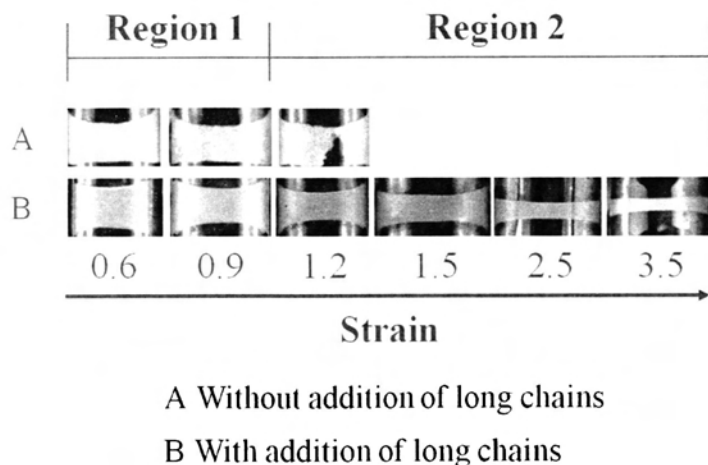 Region 1 Region 2
A
B
0.6 0.9 1.2 1.5 2.5 3.5
Strain
A Without addition of long chains
B With addition of long chains